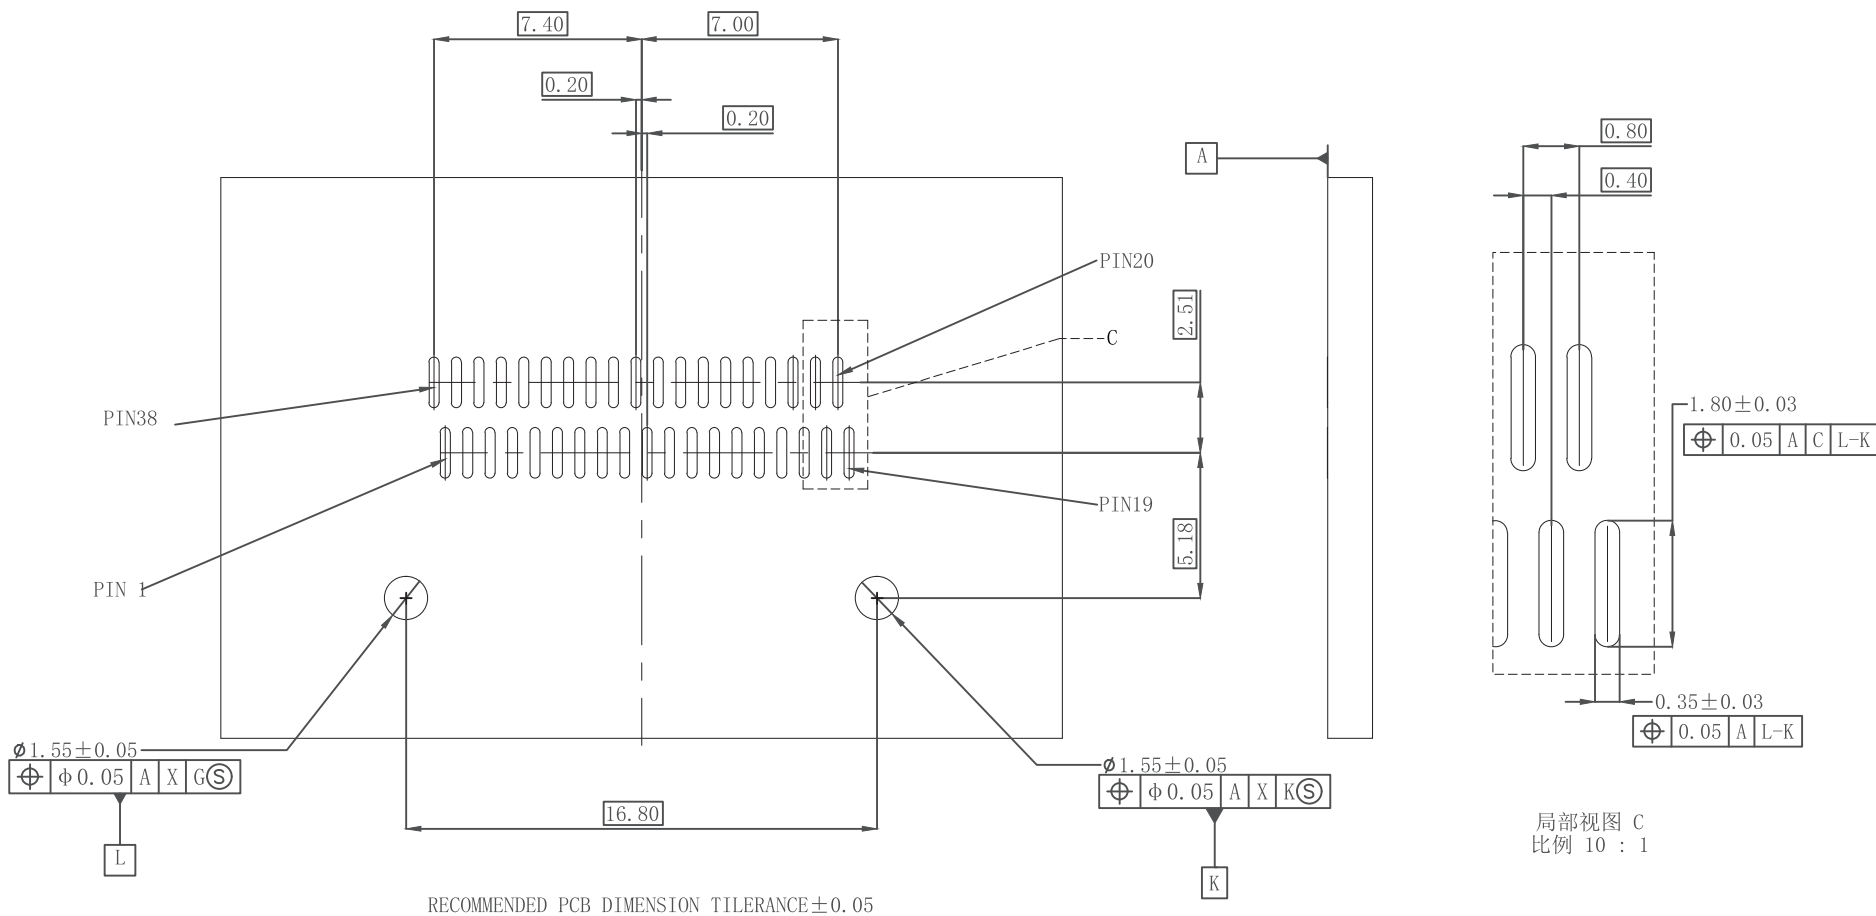 7.40
7.00
0.20
0.20
A
0.80
0.40
PIN20
2.51
C
PIN38
1.80±0.03
⌖ 0.05 A C L-K
PIN19
5.18
PIN 1
0.35±0.03
⌖ 0.05 A L-K
ø1.55±0.05
⌖ ϕ0.05 A X GⓈ
ø1.55±0.05
⌖ ϕ0.05 A X KⓈ
16.80
L
K
局部视图 C
比例 10 : 1
RECOMMENDED PCB DIMENSION TILERANCE±0.05